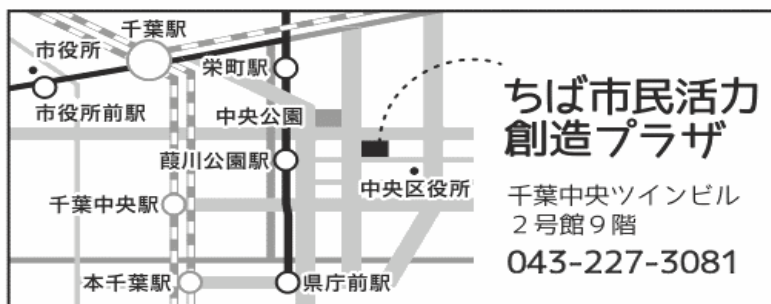 千葉駅
市役所
栄町駅
市役所前駅
中央公園
葭川公園駅
中央区役所
千葉中央駅
本千葉駅
県庁前駅
ちば市民活力
創造プラザ
千葉中央ツインビル
２号館９階
043-227-3081